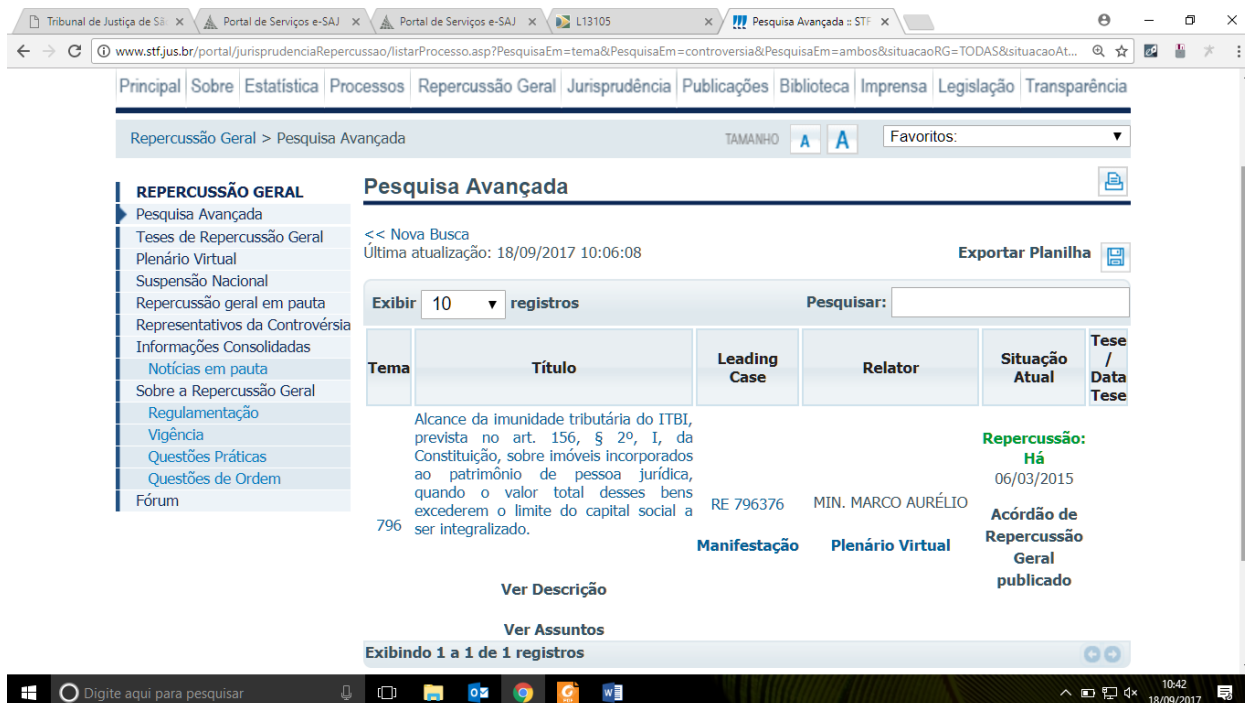 Tribunal de Justiça de Sã
Portal de Serviços e-SAJ
Portal de Serviços e-SAJ
L13105
Pesquisa Avançada :: STF
www.stf.jus.br/portal/jurisprudenciaRepercussao/listarProcesso.asp?PesquisaEm=tema&PesquisaEm=controversia&PesquisaEm=ambos&situacaoRG=TODAS&situacaoAt...
Principal Sobre Estatística Processos Repercussão Geral Jurisprudência Publicações Biblioteca Imprensa Legislação Transparência
Repercussão Geral > Pesquisa Avançada
TAMANHO A A
Favoritos:
REPERCUSSÃO GERAL
Pesquisa Avançada
Teses de Repercussão Geral
Plenário Virtual
Suspensão Nacional
Repercussão geral em pauta
Representativos da Controvérsia
Informações Consolidadas
Notícias em pauta
Sobre a Repercussão Geral
Regulamentação
Vigência
Questões Práticas
Questões de Ordem
Fórum
Pesquisa Avançada
<< Nova Busca
Última atualização: 18/09/2017 10:06:08
Exportar Planilha
Exibir 10 registros
Pesquisar:
Tema
Título
Leading
Case
Relator
Situação
Atual
Tese
/
Data
Tese
796
Alcance da imunidade tributária do ITBI,
prevista no art. 156, § 2º, I, da
Constituição, sobre imóveis incorporados
ao patrimônio de pessoa jurídica,
quando o valor total desses bens
excederem o limite do capital social a
ser integralizado.
Ver Descrição
Ver Assuntos
RE 796376
Manifestação
MIN. MARCO AURÉLIO
Plenário Virtual
Repercussão:
Há
06/03/2015
Acórdão de
Repercussão
Geral
publicado
Exibindo 1 a 1 de 1 registros
Digite aqui para pesquisar
10:42
18/09/2017